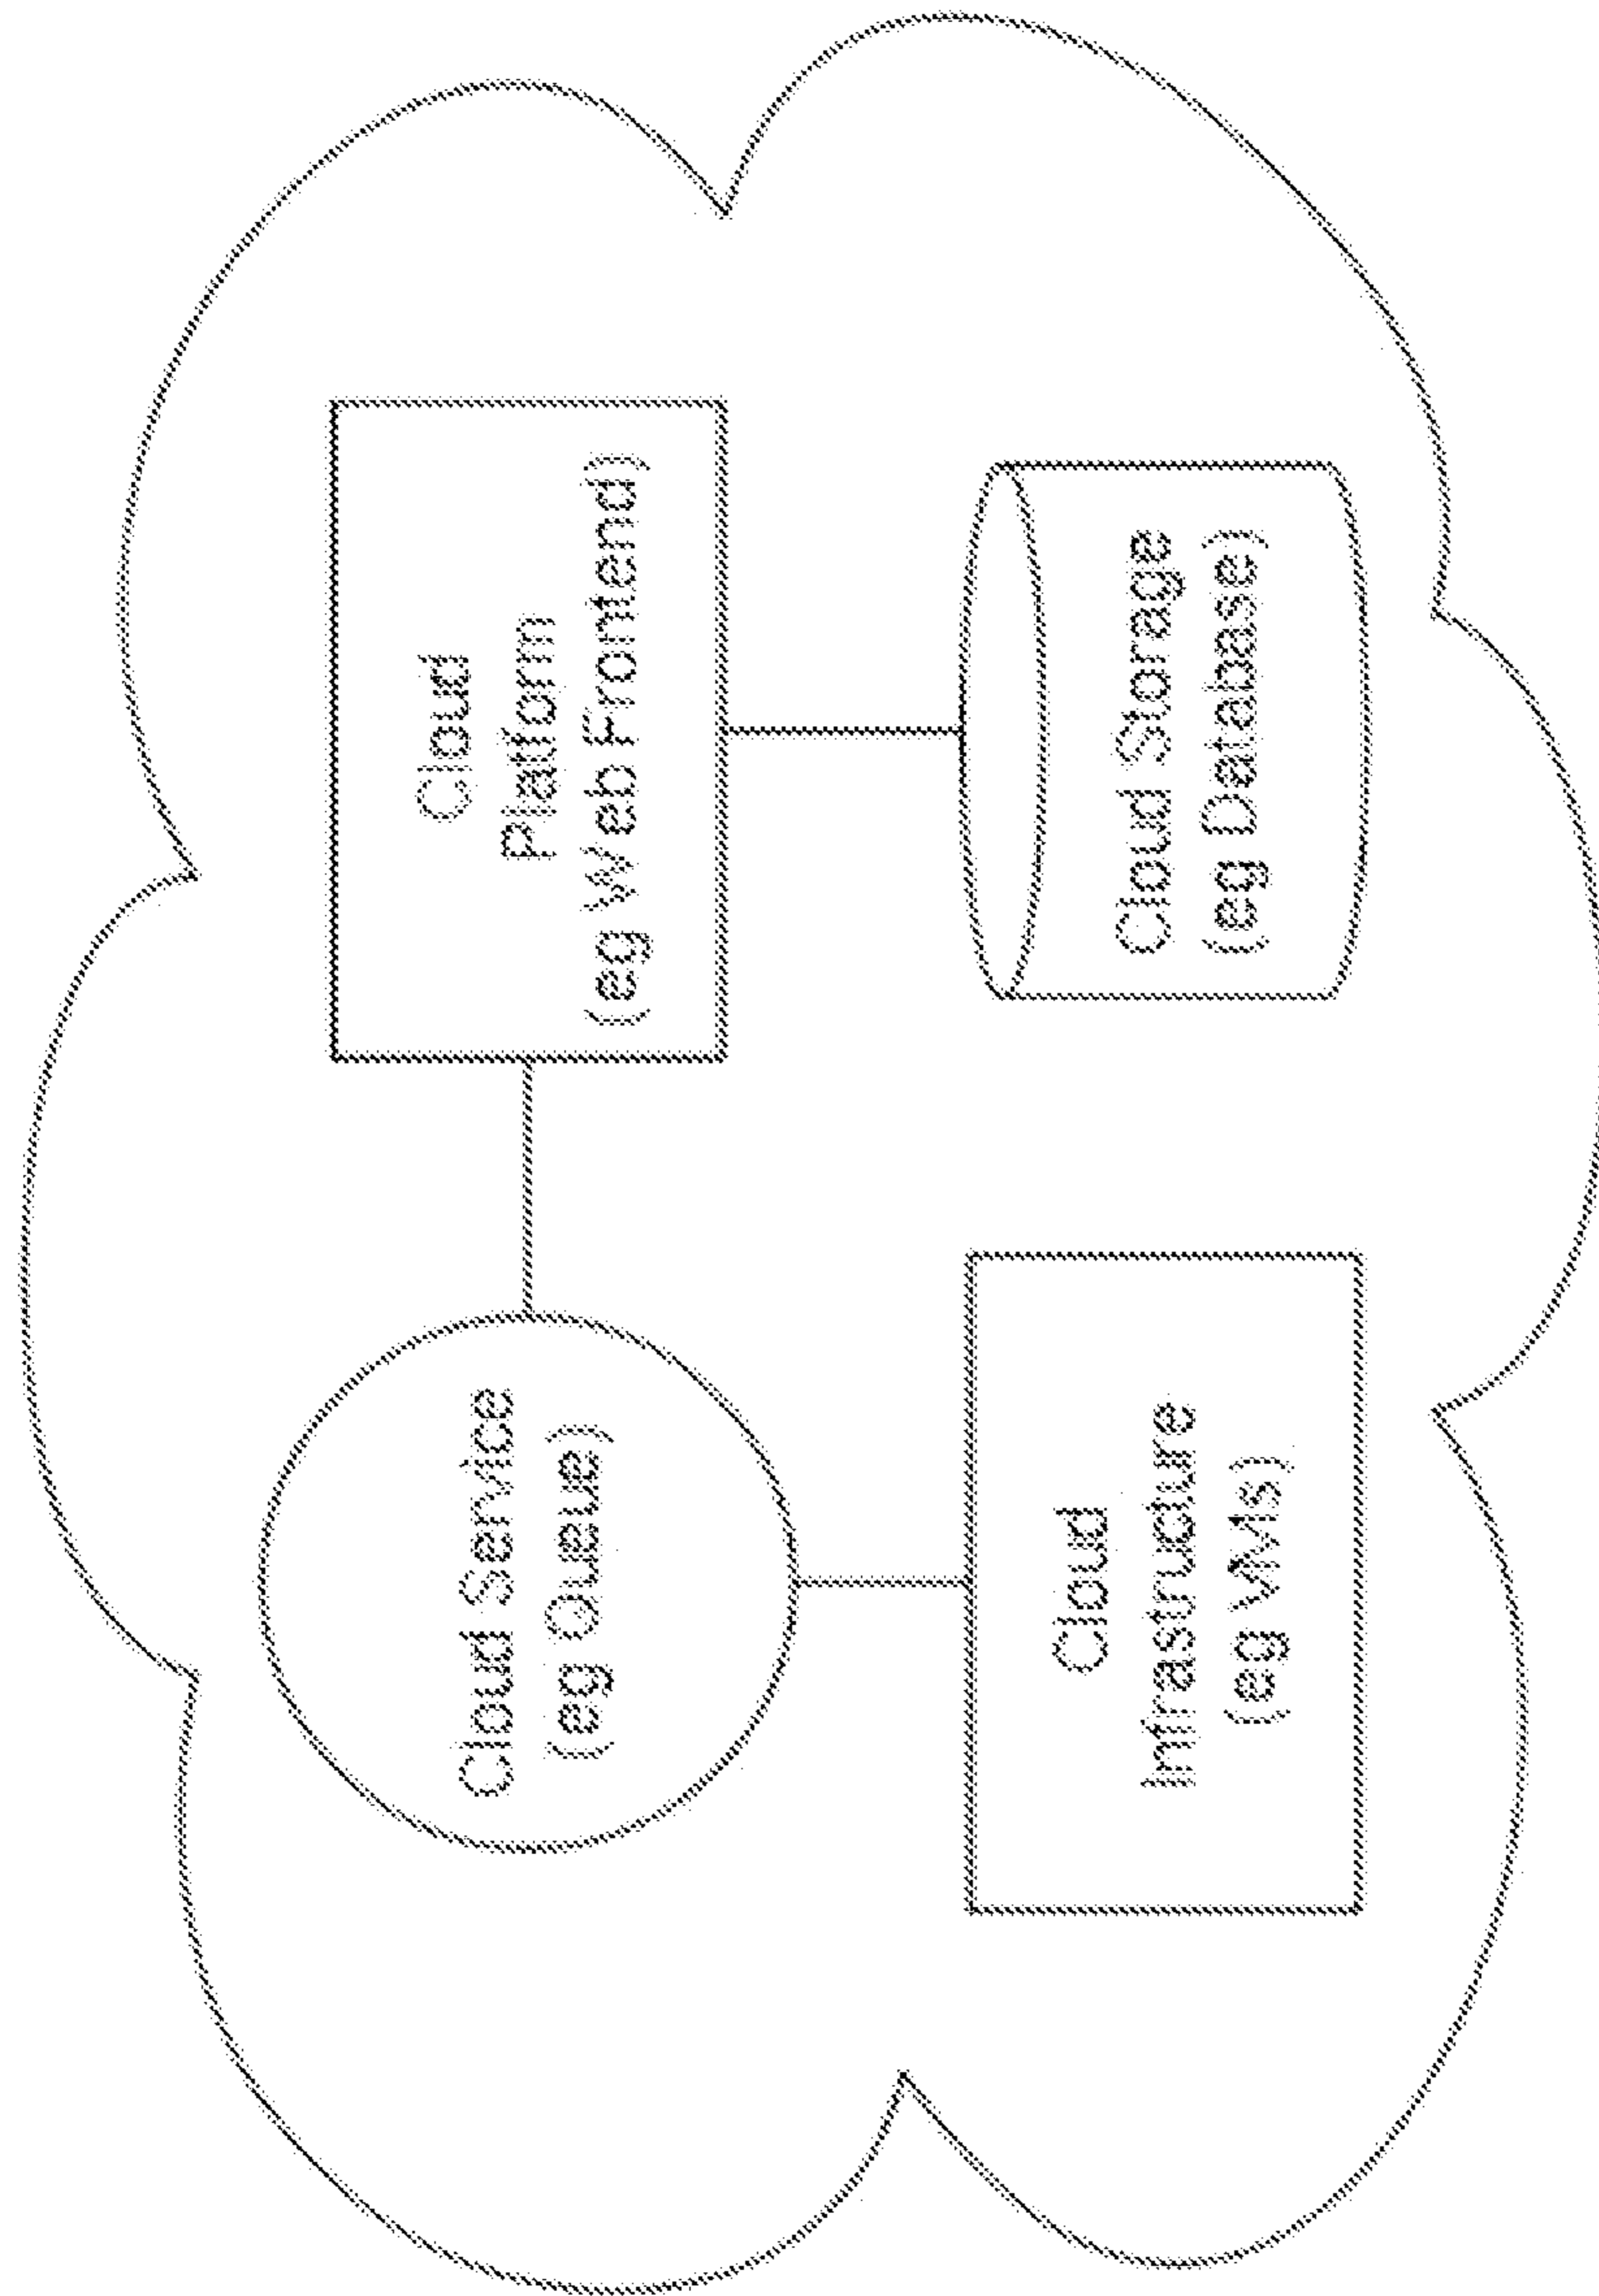 Cloud Service
(eg Queue)
Cloud
Platform
(eg Web Frontend)
Cloud
Infrastructure
(eg VMs)
Cloud Storage
(eg Database)